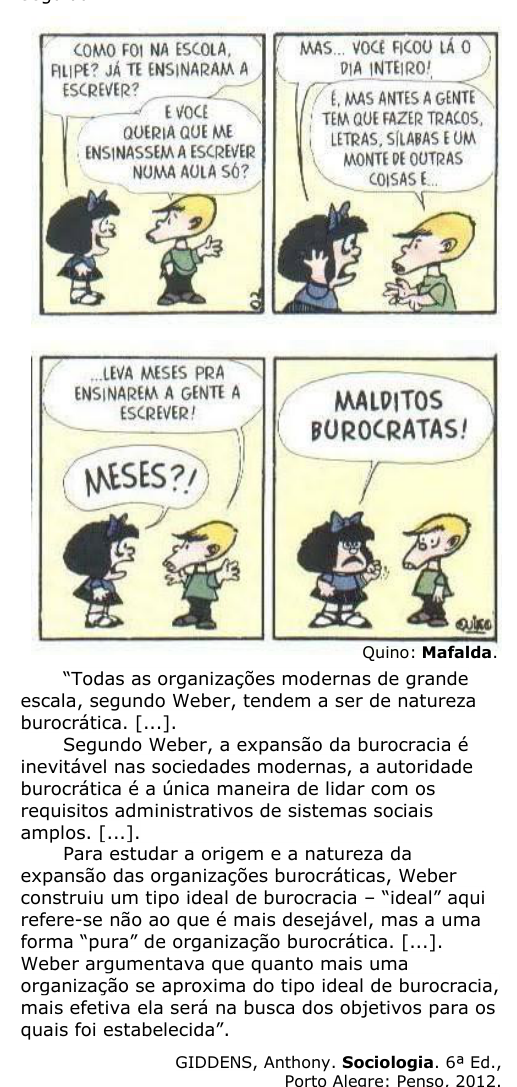 COMO FOI NA ESCOLA,
FILIPE? JÁ TE ENSINARAM A
ESCREVER?
E VOCÊ
QUERIA QUE ME
ENSINASSEM A ESCREVER
NUMA AULA SÓ?
MAS... VOCÊ FICOU LÁ O
DIA INTEIRO!
É, MAS ANTES A GENTE
TEM QUE FAZER TRAÇOS,
LETRAS, SÍLABAS E UM
MONTE DE OUTRAS
COISAS E...
...LEVA MESES PRA
ENSINAREM A GENTE A
ESCREVER!
MESES?!
MALDITOS
BUROCRATAS!
QUINO
Quino: Mafalda.
“Todas as organizações modernas de grande
escala, segundo Weber, tendem a ser de natureza
burocrática. [...].
Segundo Weber, a expansão da burocracia é
inevitável nas sociedades modernas, a autoridade
burocrática é a única maneira de lidar com os
requisitos administrativos de sistemas sociais
amplos. [...].
Para estudar a origem e a natureza da
expansão das organizações burocráticas, Weber
construiu um tipo ideal de burocracia – “ideal” aqui
refere-se não ao que é mais desejável, mas a uma
forma “pura” de organização burocrática. [...].
Weber argumentava que quanto mais uma
organização se aproxima do tipo ideal de burocracia,
mais efetiva ela será na busca dos objetivos para os
quais foi estabelecida”.
GIDDENS, Anthony. Sociologia. 6ª Ed.,
Porto Alegre: Penso, 2012.